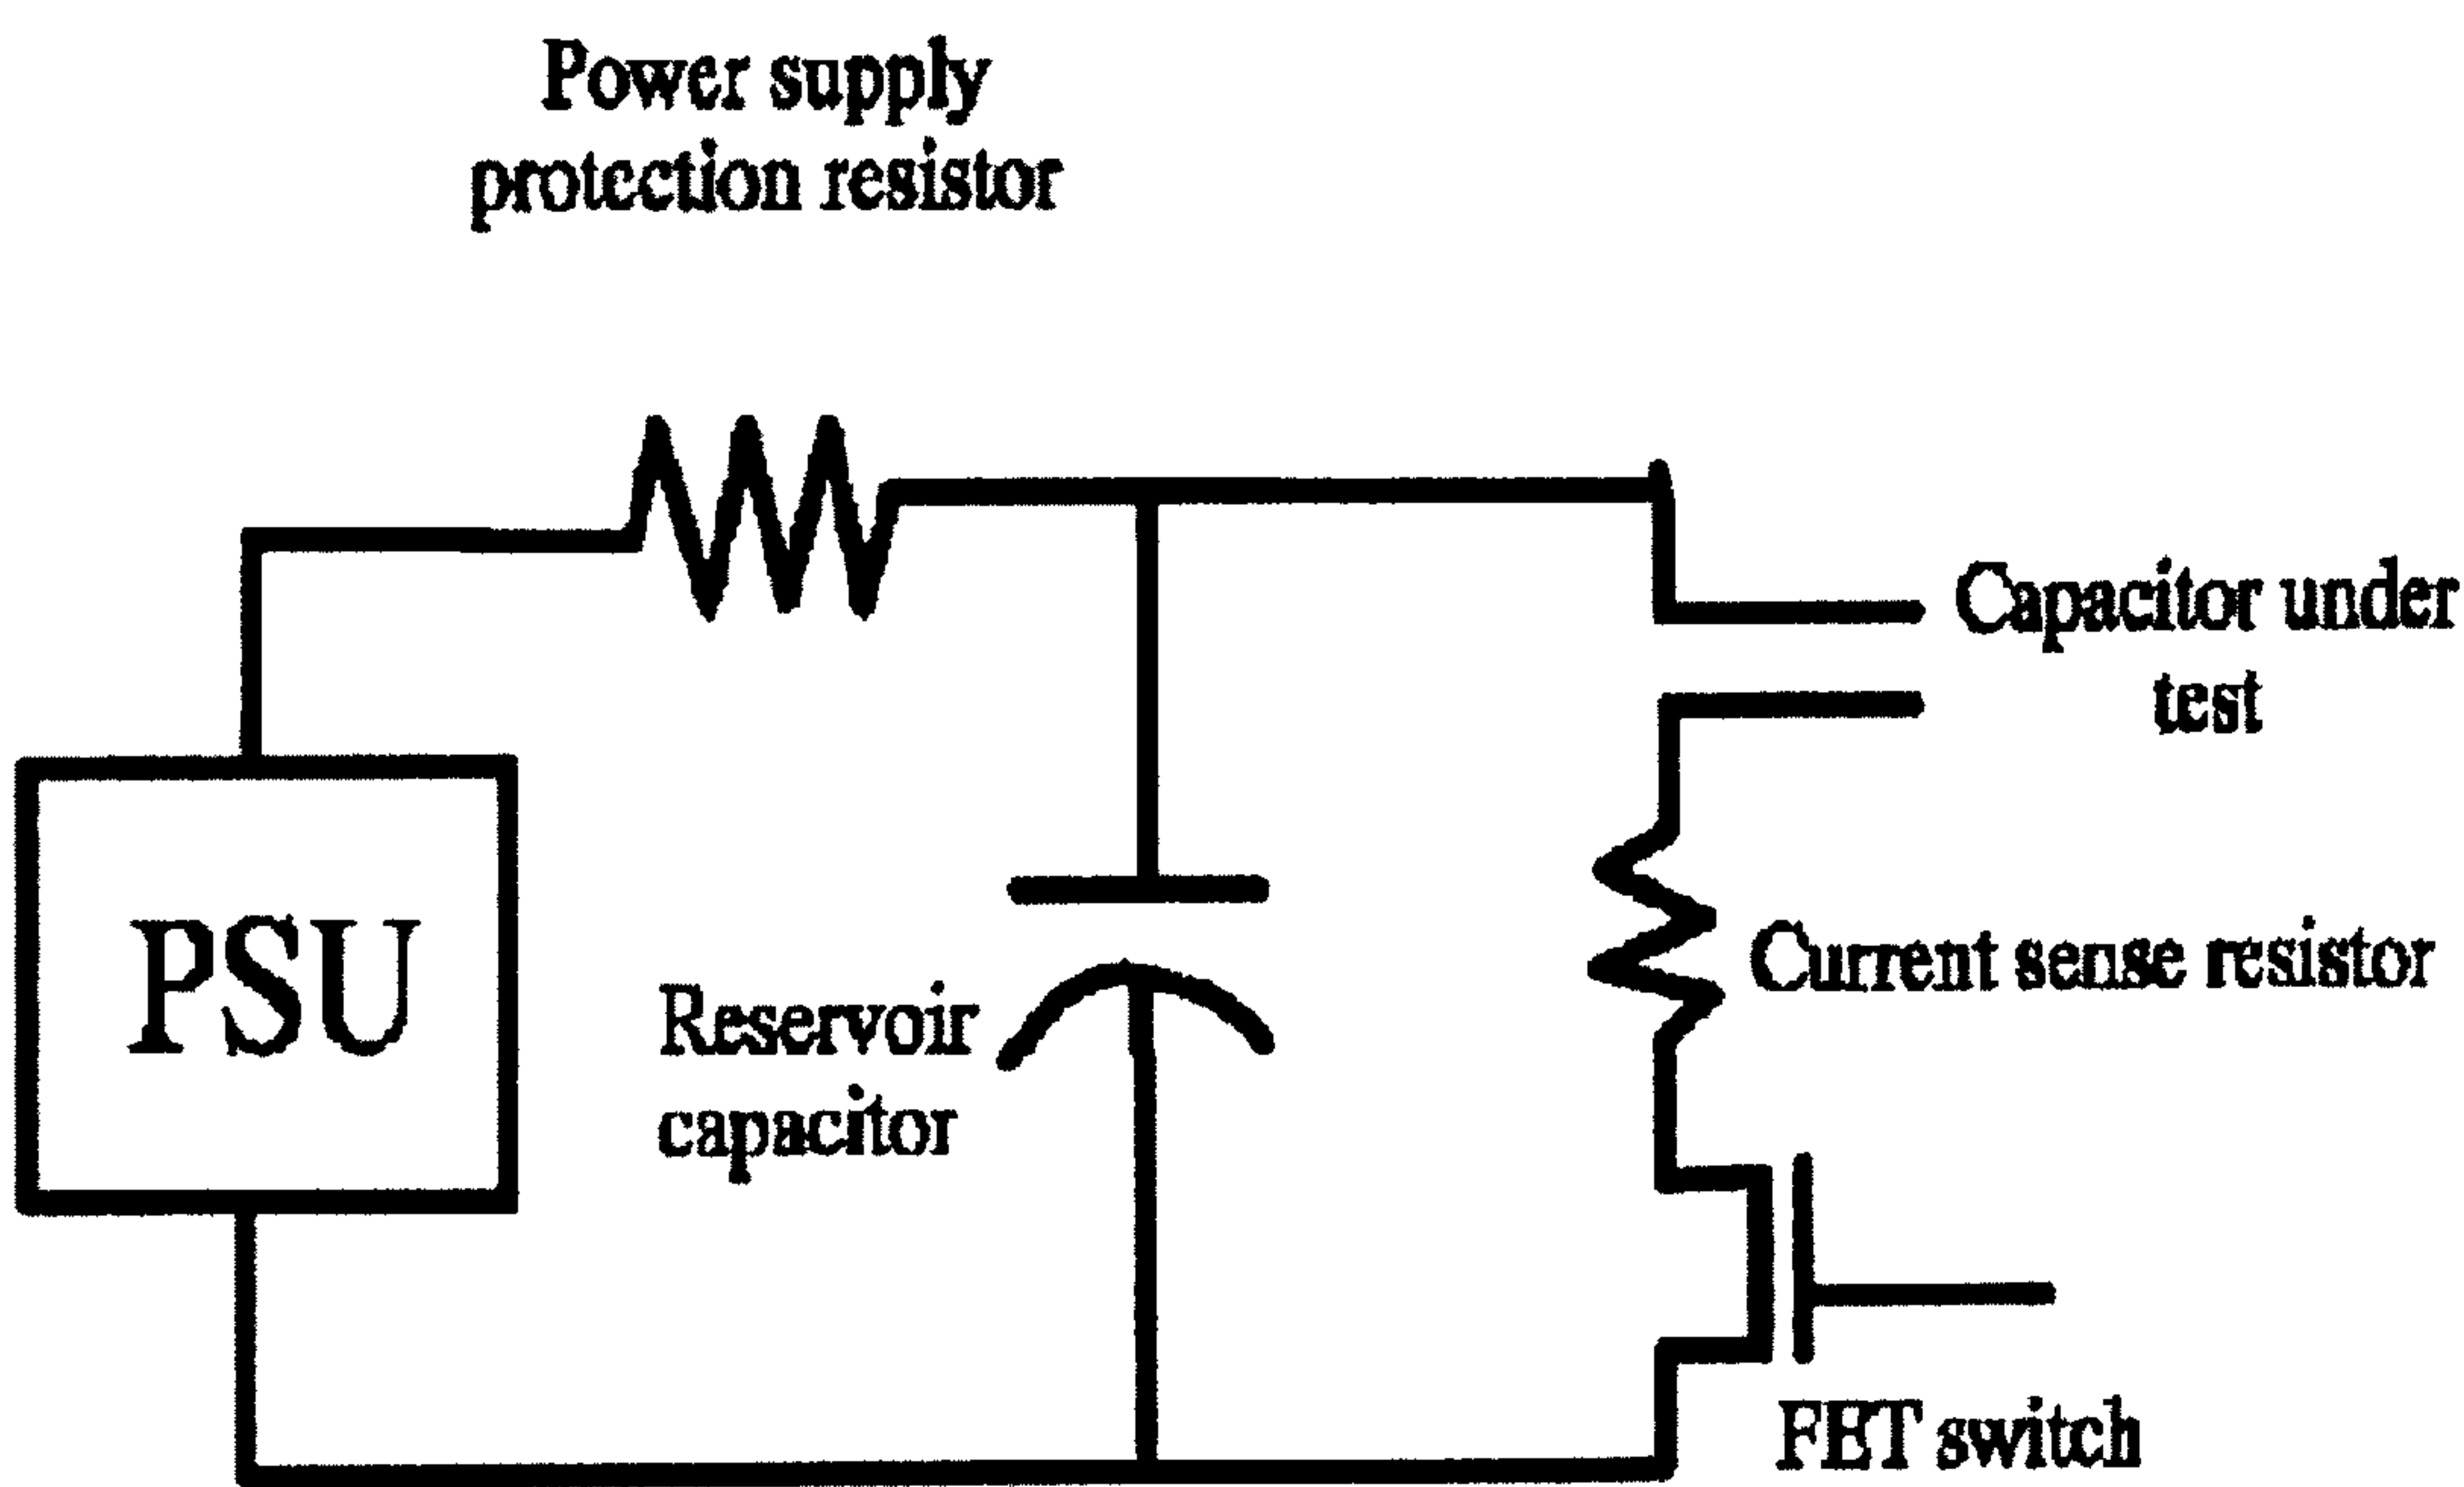 Power supply
protection resistor
Capacitor under
test
PSU
Current sense resistor
Reservoir
capacitor
FET switch